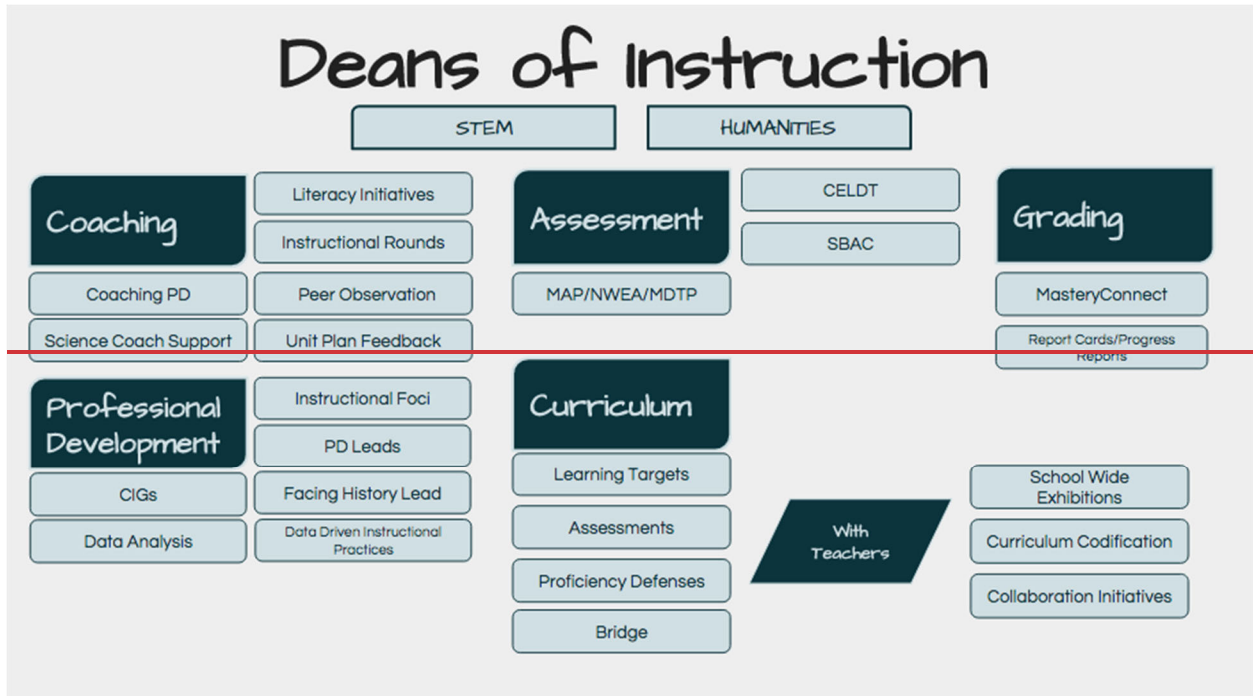 Deans of Instruction
STEM
HUMANITIES
Coaching
Literacy Initiatives
Instructional Rounds
Coaching PD
Peer Observation
Science Coach Support
Unit Plan Feedback
Assessment
CELDT
SBAC
MAP/NWEA/MDTP
Grading
MasteryConnect
Report Cards/Progress
Reports
Professional
Development
Instructional Foci
PD Leads
CIGs
Facing History Lead
Data Analysis
Data Driven Instructional
Practices
Curriculum
Learning Targets
Assessments
Proficiency Defenses
Bridge
With
Teachers
School Wide
Exhibitions
Curriculum Codification
Collaboration Initiatives